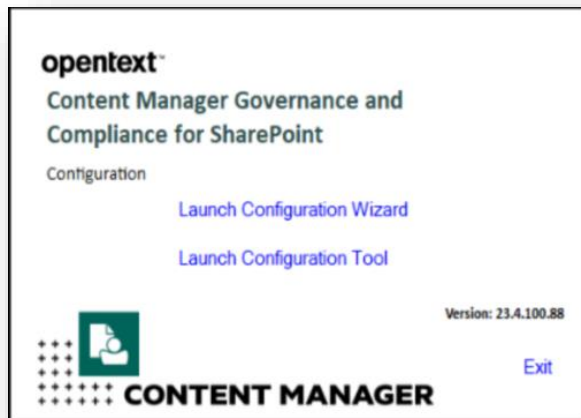 opentext™
Content Manager Governance and
Compliance for SharePoint
Configuration
Launch Configuration Wizard
Launch Configuration Tool
Version: 23.4.100.88
Exit
CONTENT MANAGER